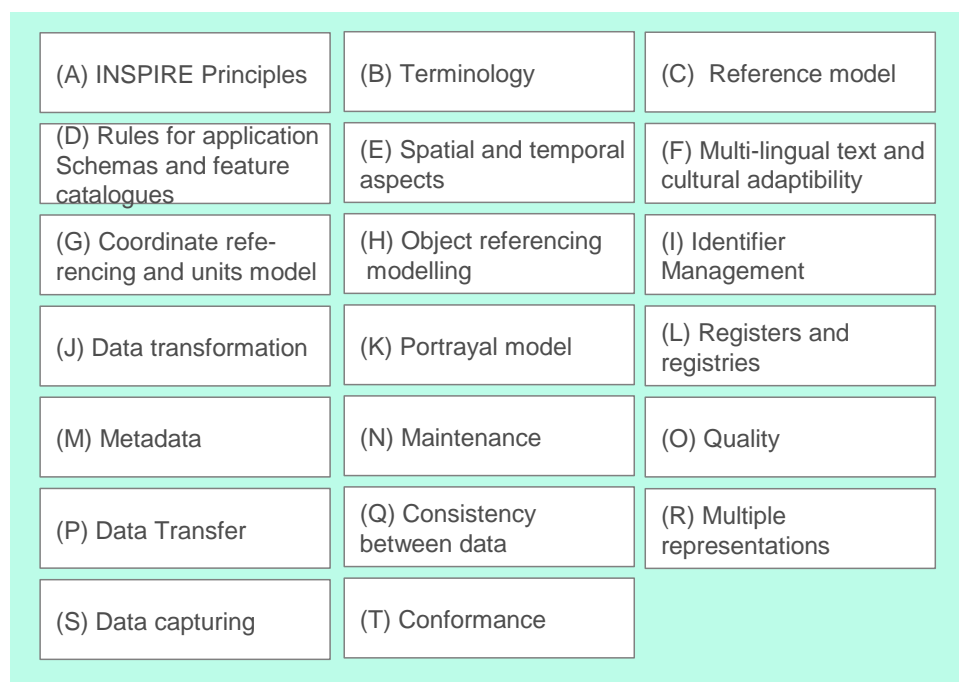 (A) INSPIRE Principles
(B) Terminology
(C) Reference model
(D) Rules for application
Schemas and feature
catalogues
(E) Spatial and temporal
aspects
(F) Multi-lingual text and
cultural adaptibility
(G) Coordinate refe-
rencing and units model
(H) Object referencing
modelling
(I) Identifier
Management
(J) Data transformation
(K) Portrayal model
(L) Registers and
registries
(M) Metadata
(N) Maintenance
(O) Quality
(P) Data Transfer
(Q) Consistency
between data
(R) Multiple
representations
(S) Data capturing
(T) Conformance